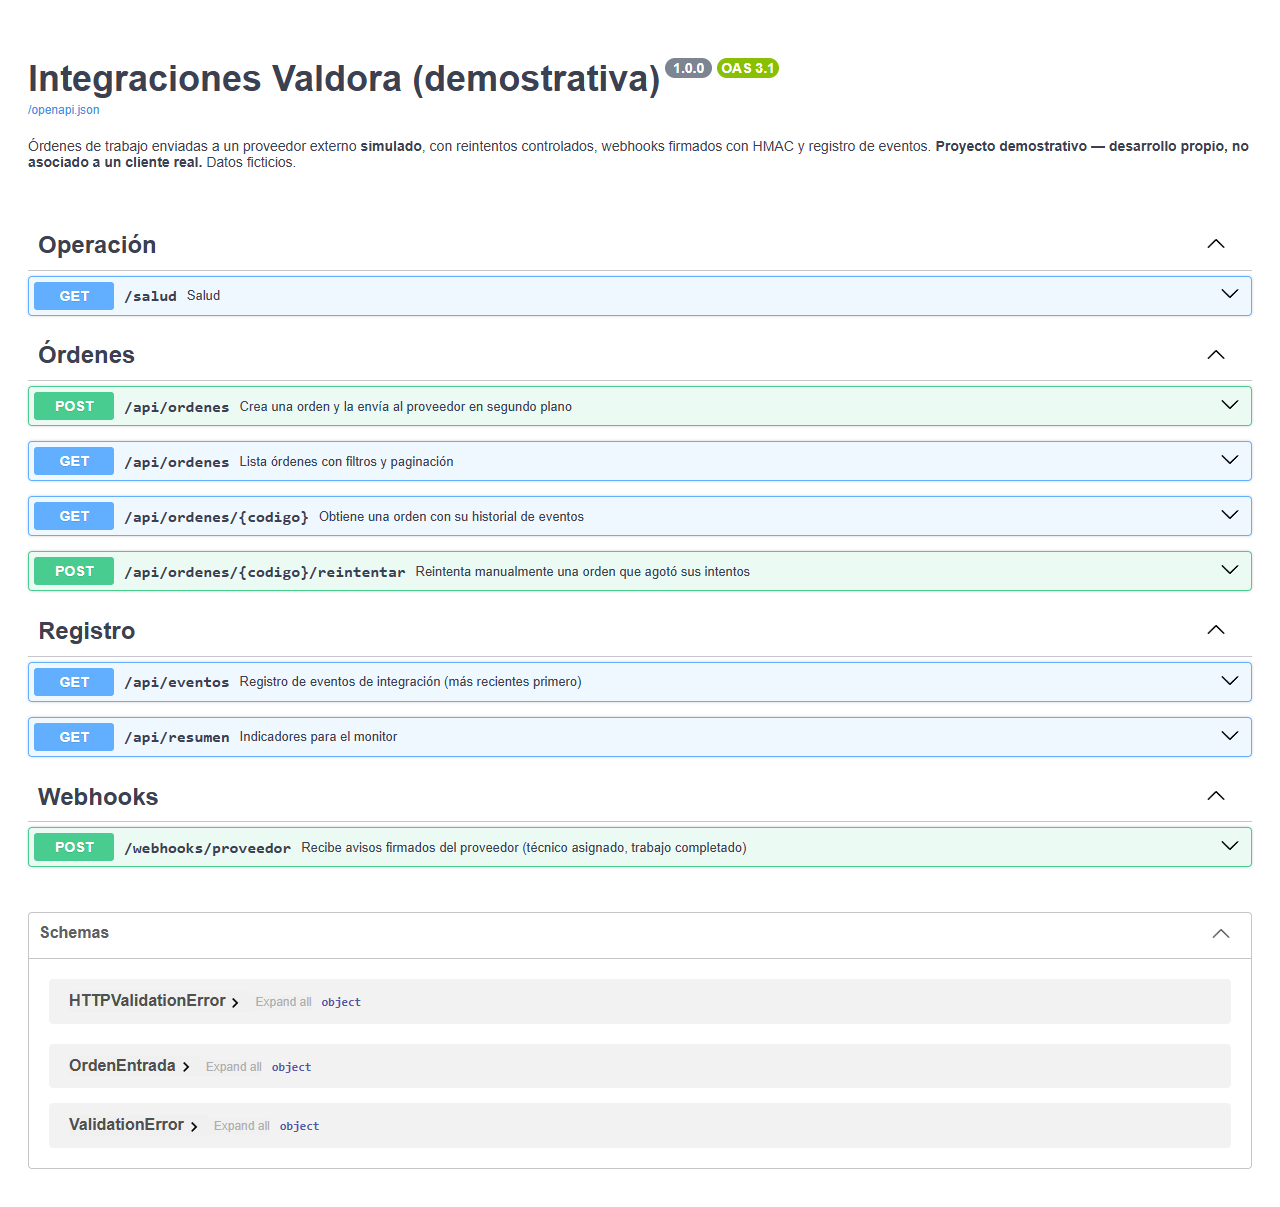 Integraciones Valdora (demostrativa) 1.0.0 OAS 3.1
/openapi.json
Órdenes de trabajo enviadas a un proveedor externo simulado, con reintentos controlados, webhooks firmados con HMAC y registro de eventos. Proyecto demostrativo — desarrollo propio, no
asociado a un cliente real. Datos ficticios.
Operación
GET /salud Salud
Órdenes
POST /api/ordenes Crea una orden y la envía al proveedor en segundo plano
GET /api/ordenes Lista órdenes con filtros y paginación
GET /api/ordenes/{codigo} Obtiene una orden con su historial de eventos
POST /api/ordenes/{codigo}/reintentar Reintenta manualmente una orden que agotó sus intentos
Registro
GET /api/eventos Registro de eventos de integración (más recientes primero)
GET /api/resumen Indicadores para el monitor
Webhooks
POST /webhooks/proveedor Recibe avisos firmados del proveedor (técnico asignado, trabajo completado)
Schemas
HTTPValidationError Expand all object
OrdenEntrada Expand all object
ValidationError Expand all object